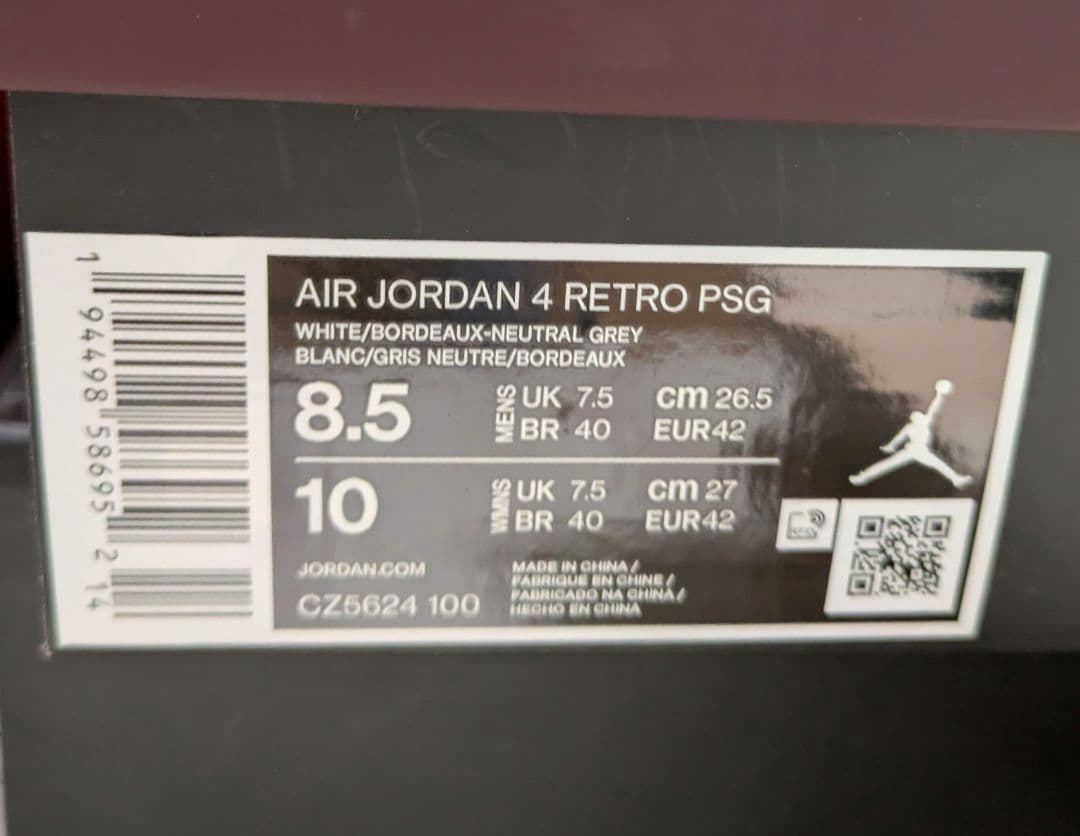 AIR JORDAN 4 RETRO PSG
WHITE/BORDEAUX-NEUTRAL GREY
BLANC/GRIS NEUTRE/BORDEAUX
8.5 MENS UK 7.5 cm 26.5
BR 40 EUR42
10 WMNS UK 7.5 cm 27
BR 40 EUR42
JORDAN.COM
CZ5624 100
MADE IN CHINA /
FABRIQUE EN CHINE /
FABRICADO NA CHINA /
HECHO EN CHINA
1 94498 58695 2 14